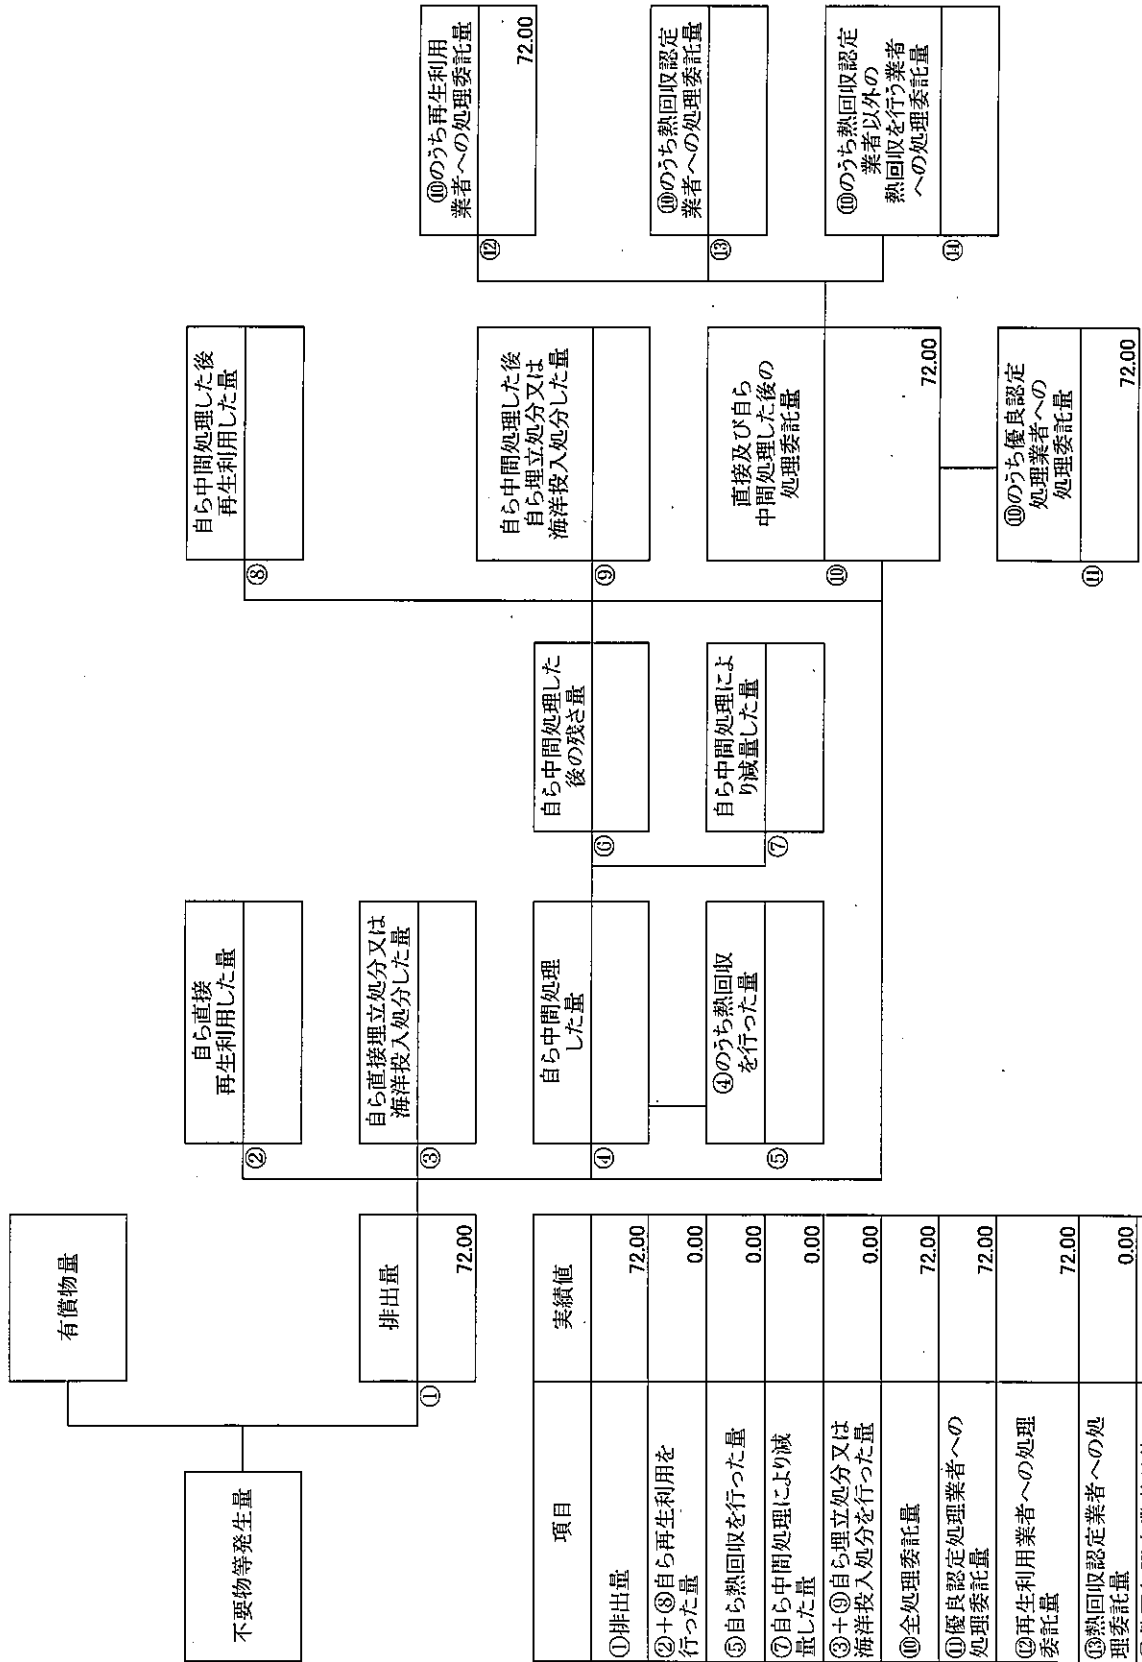 不要物等発生量
有償物量
排出量
①
72.00
自ら直接
再生利用した量
②
自ら直接埋立処分又は
海洋投入処分した量
③
自ら中間処理
した量
④
④のうち熱回収
を行った量
⑤
自ら中間処理した
後の残さ量
⑥
自ら中間処理によ
り減量した量
⑦
自ら中間処理した後
再生利用した量
⑧
自ら中間処理した後
自ら埋立処分又は
海洋投入処分した量
⑨
直接及び自ら
中間処理した後の
処理委託量
⑩
72.00
⑩のうち優良認定
処理業者への
処理委託量
⑪
72.00
⑩のうち再生利用
業者への処理委託量
⑫
72.00
⑩のうち熱回収認定
業者への処理委託量
⑬
⑩のうち熱回収認定
業者以外の
熱回収を行う業者
への処理委託量
⑭
項目 実績値
①排出量 72.00
②+⑧自ら再生利用を
行った量 0.00
⑤自ら熱回収を行った量 0.00
⑦自ら中間処理により減
量した量 0.00
③+⑨自ら埋立処分又は
海洋投入処分を行った量 0.00
⑩全処理委託量 72.00
⑪優良認定処理業者への
処理委託量 72.00
⑫再生利用業者への処理
委託量 72.00
⑬熱回収認定業者への処
理委託量 0.00